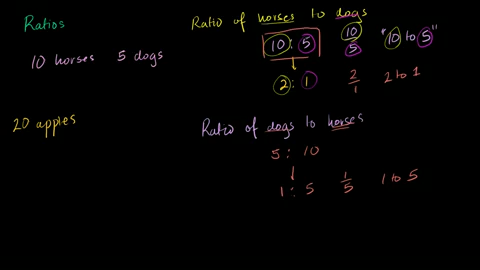 Ratios
10 horses 5 dogs
20 apples
Ratio of horses to dogs
10 : 5 10/5 "10 to 5"
2 : 1 2/1 2 to 1
Ratio of dogs to horses
5 : 10
1 : 5 1/5 1 to 5